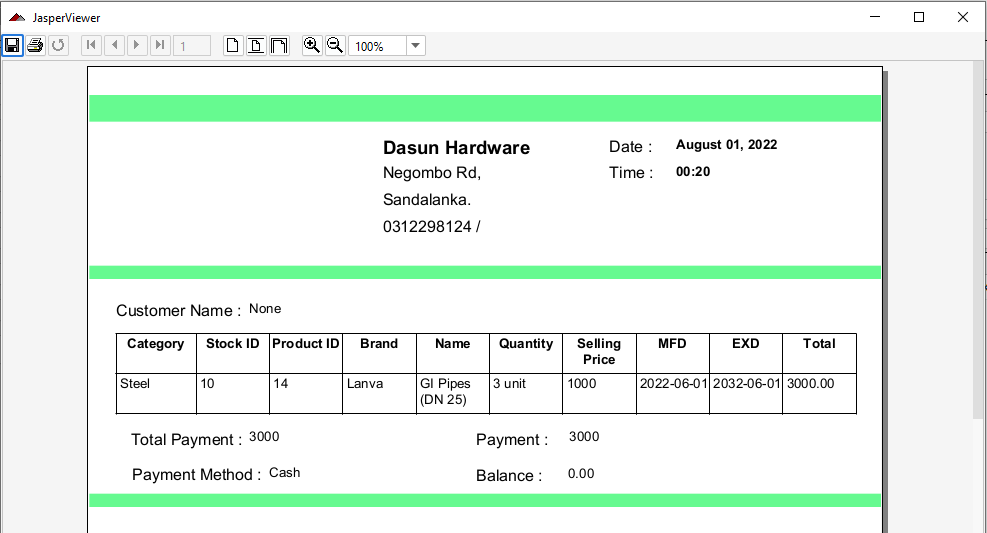 JasperViewer
1
100%
Dasun Hardware
Date : August 01, 2022
Negombo Rd,
Time : 00:20
Sandalanka.
0312298124 /
Customer Name : None
Category Stock ID Product ID Brand Name Quantity Selling Price MFD EXD Total
Steel 10 14 Lanva GI Pipes (DN 25) 3 unit 1000 2022-06-01 2032-06-01 3000.00
Total Payment : 3000 Payment : 3000
Payment Method : Cash Balance : 0.00